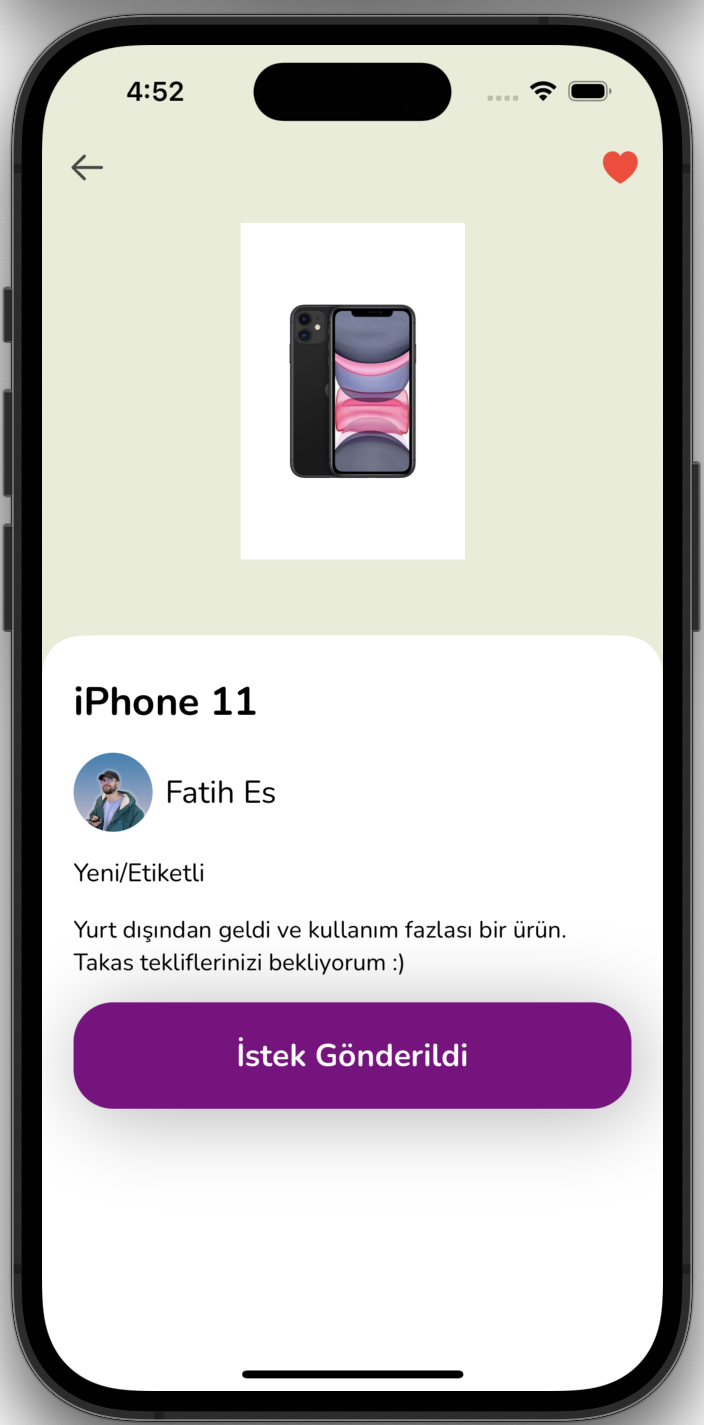 4:52
iPhone 11
Fatih Es
Yeni/Etiketli
Yurt dışından geldi ve kullanım fazlası bir ürün.
Takas tekliflerinizi bekliyorum :)
İstek Gönderildi